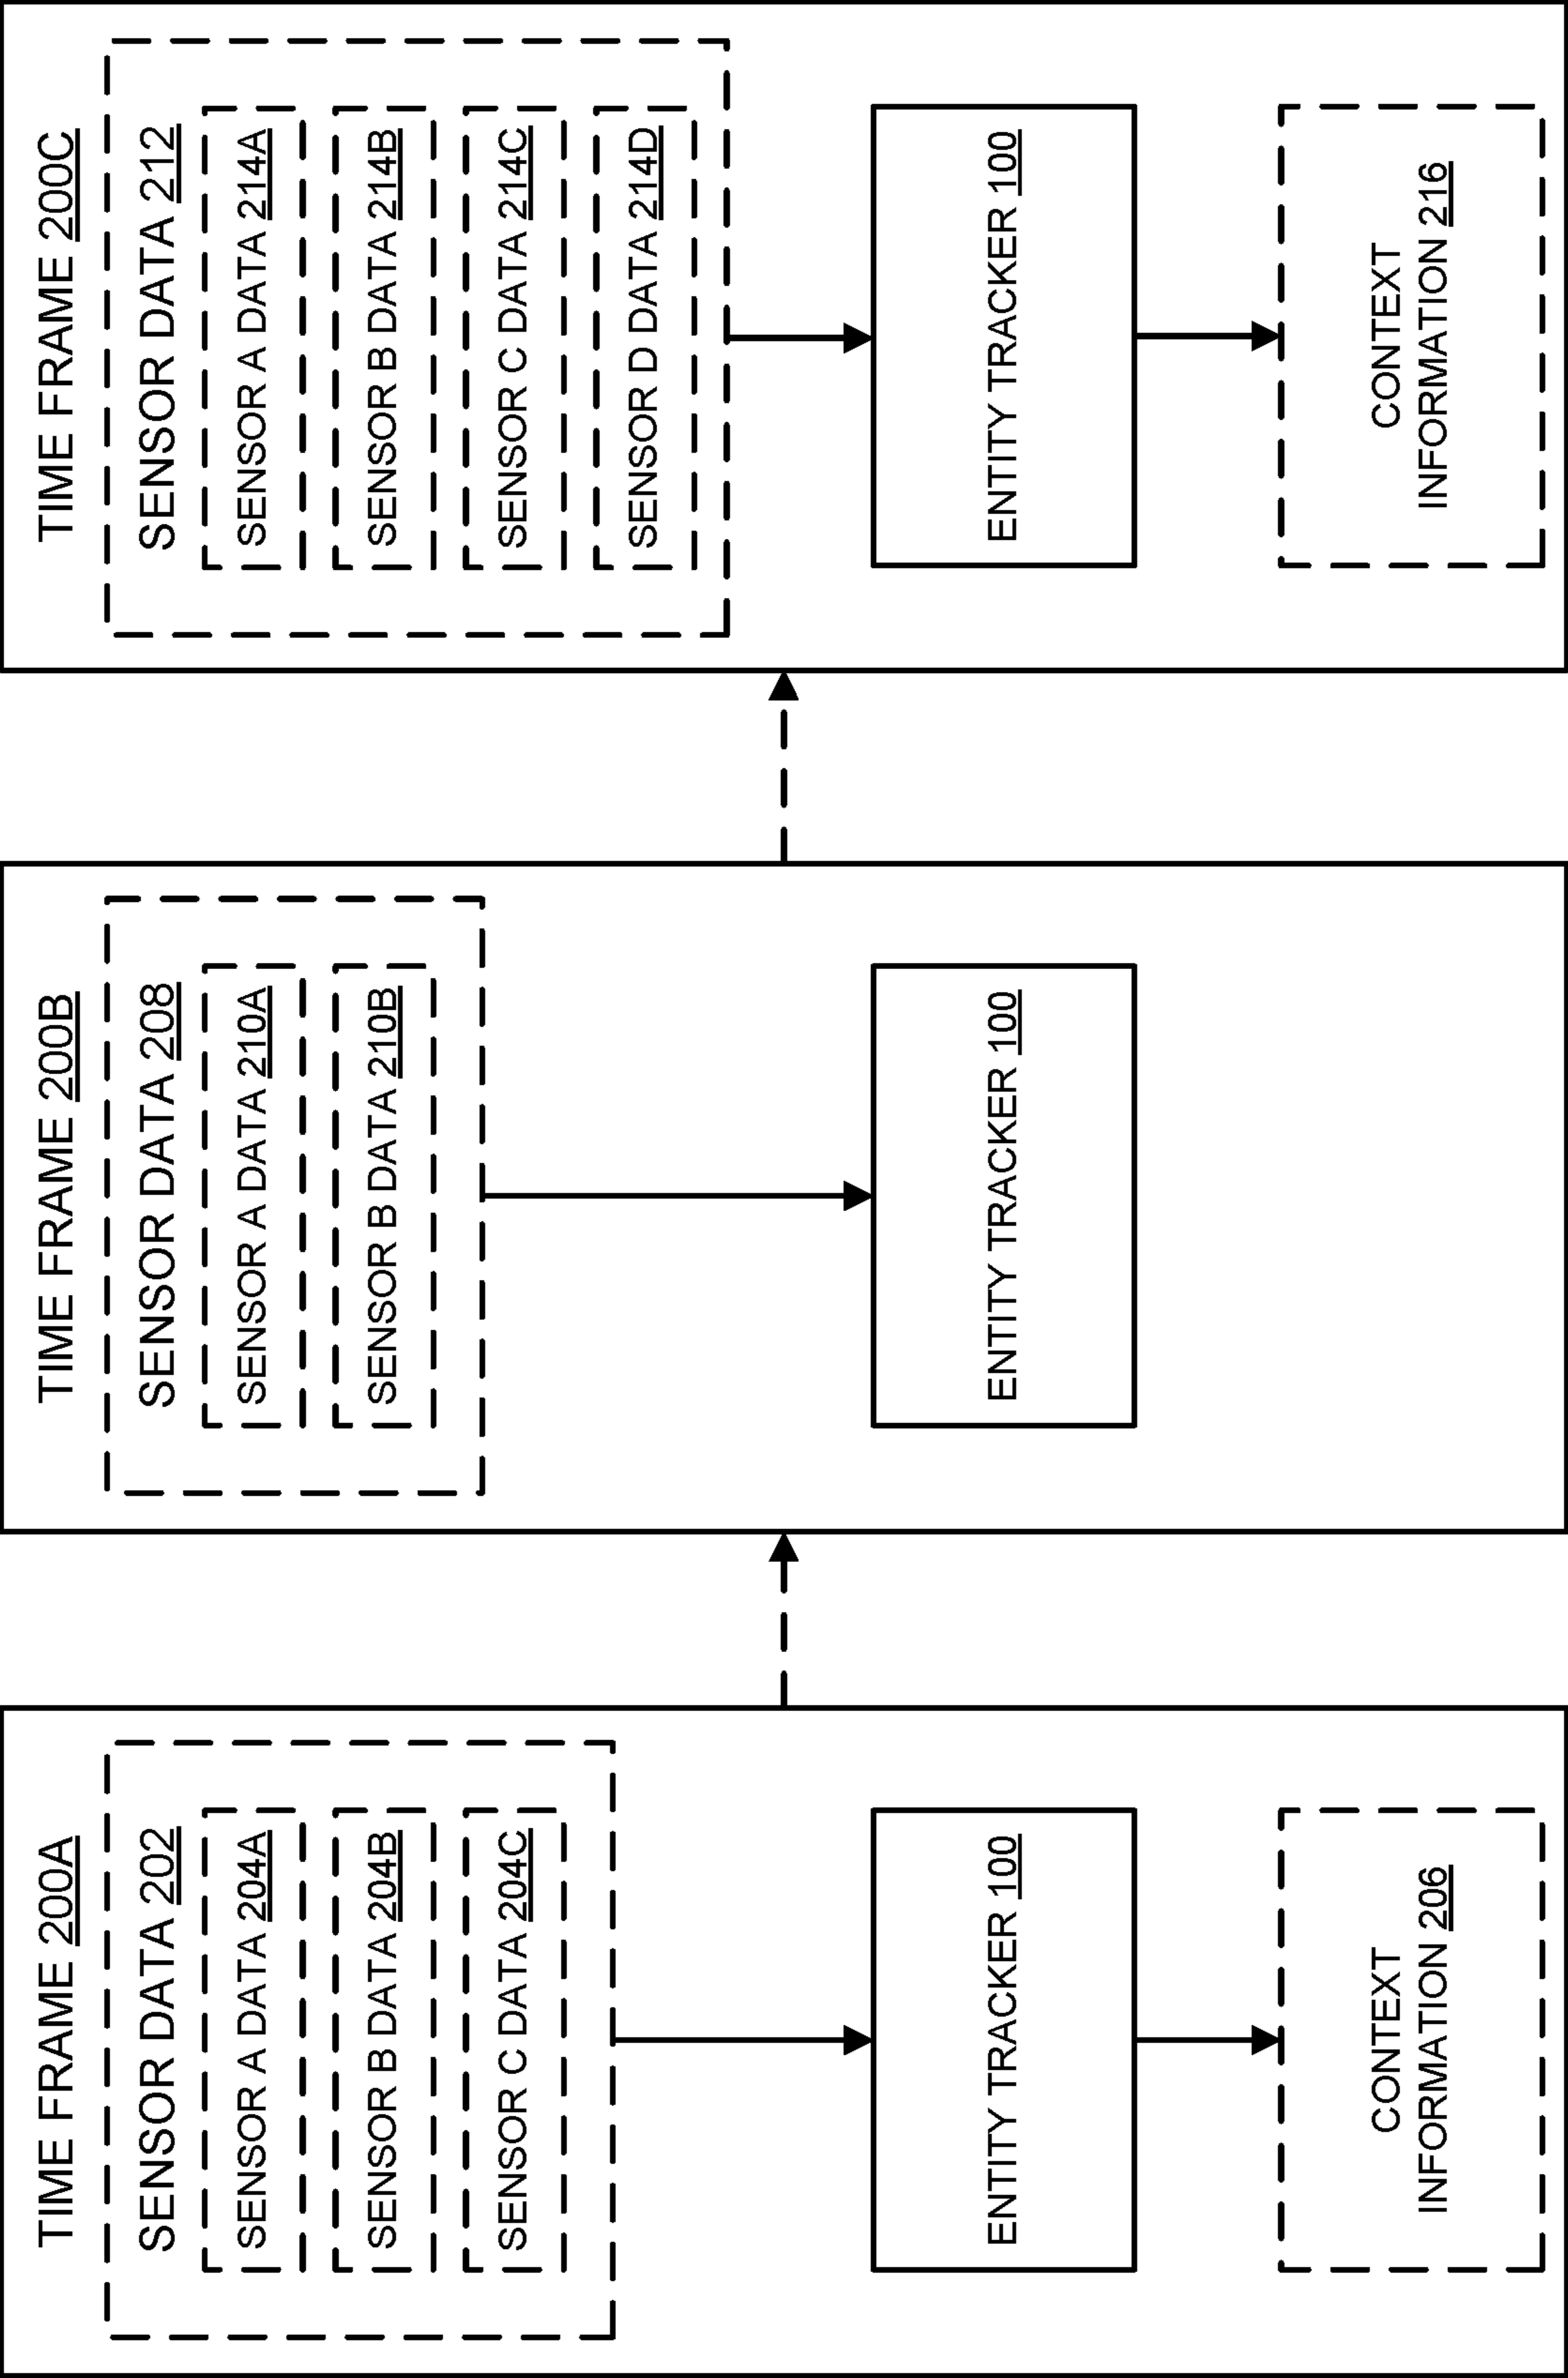 TIME FRAME 200A
SENSOR DATA 202
SENSOR A DATA 204A
SENSOR B DATA 204B
SENSOR C DATA 204C
ENTITY TRACKER 100
CONTEXT
INFORMATION 206
TIME FRAME 200B
SENSOR DATA 208
SENSOR A DATA 210A
SENSOR B DATA 210B
ENTITY TRACKER 100
TIME FRAME 200C
SENSOR DATA 212
SENSOR A DATA 214A
SENSOR B DATA 214B
SENSOR C DATA 214C
SENSOR D DATA 214D
ENTITY TRACKER 100
CONTEXT
INFORMATION 216